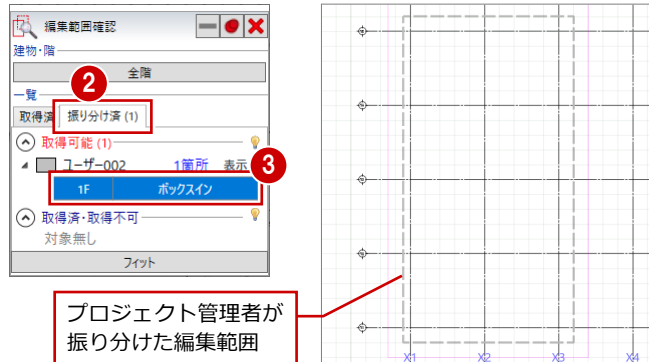 編集範囲確認
建物・階
全階
2
一覧
取得済 振り分け済 (1)
取得可能 (1)
ユーザー002 1箇所 表示
3
1F ボックスイン
取得済・取得不可
対象無し
フィット
プロジェクト管理者が
振り分けた編集範囲
X1 X2 X3 X4